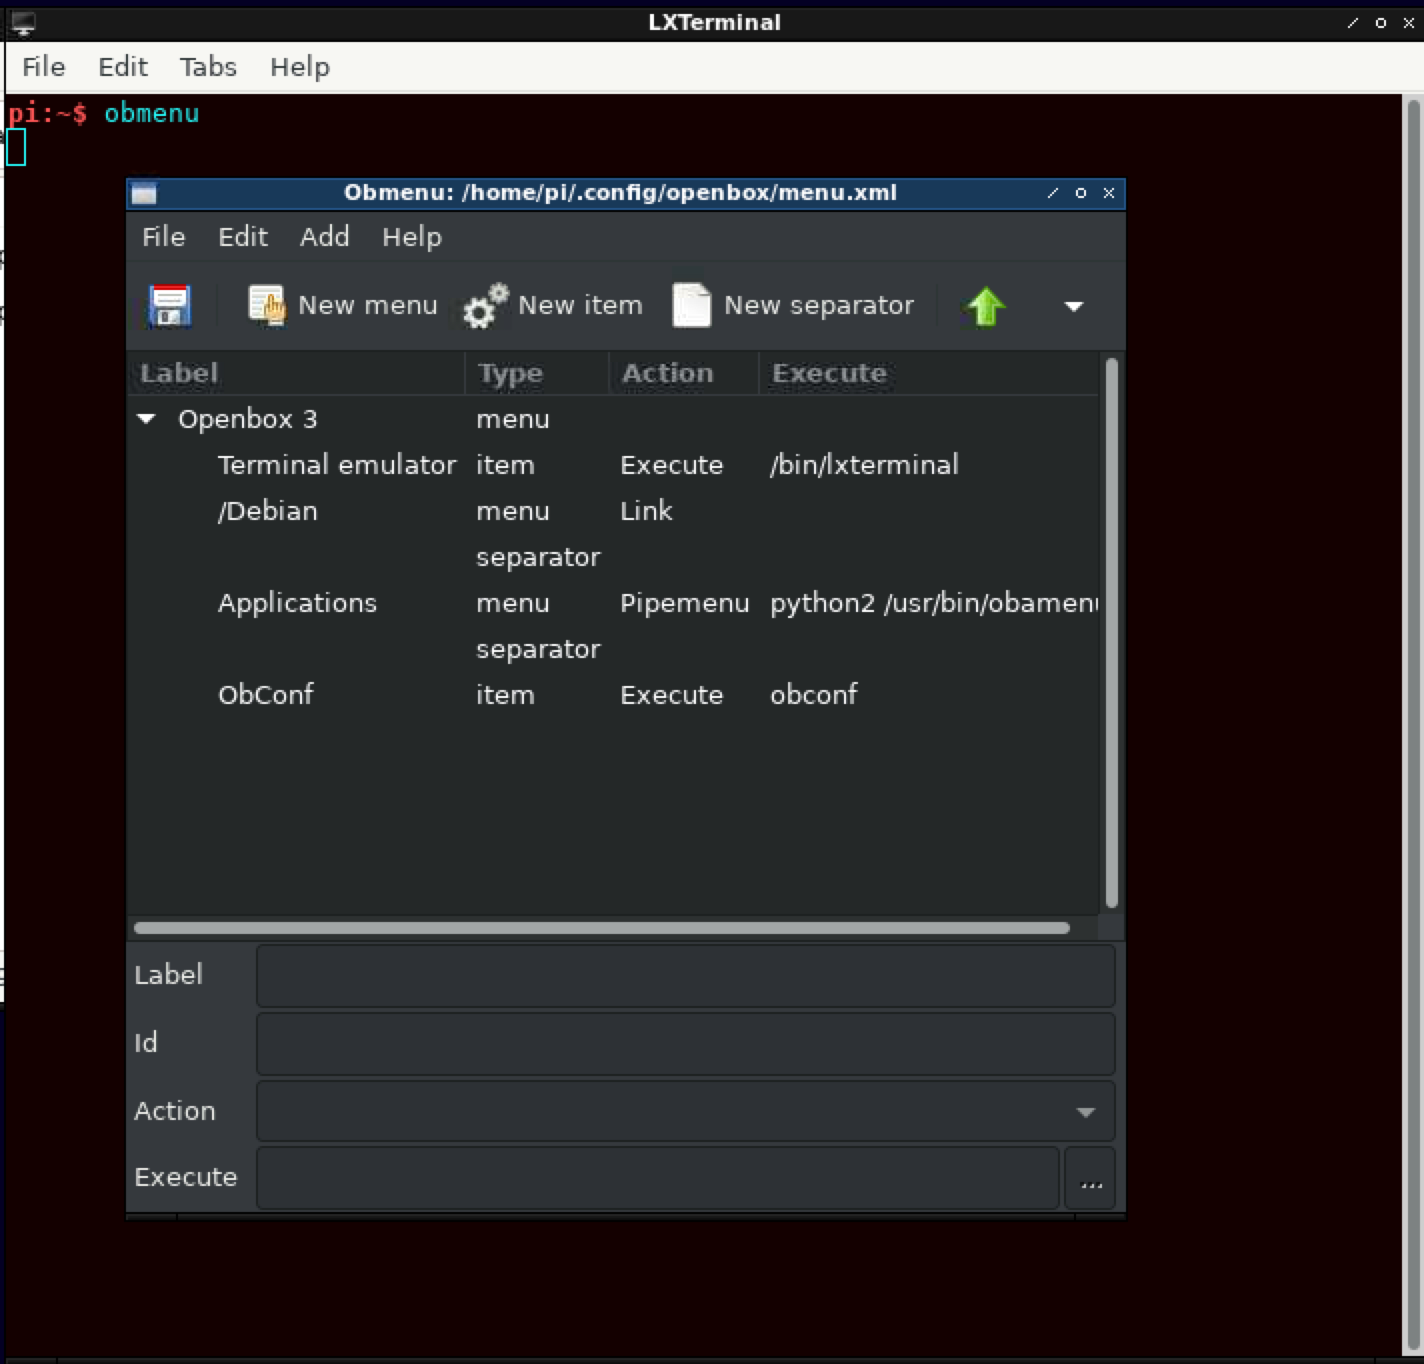 LXTerminal
File Edit Tabs Help
pi:~$ obmenu
Obmenu: /home/pi/.config/openbox/menu.xml
File Edit Add Help
New menu New item New separator
Label Type Action Execute
Openbox 3 menu
Terminal emulator item Execute /bin/lxterminal
/Debian menu Link
separator
Applications menu Pipemenu python2 /usr/bin/obamenu
separator
ObConf item Execute obconf
Label
Id
Action
Execute ...